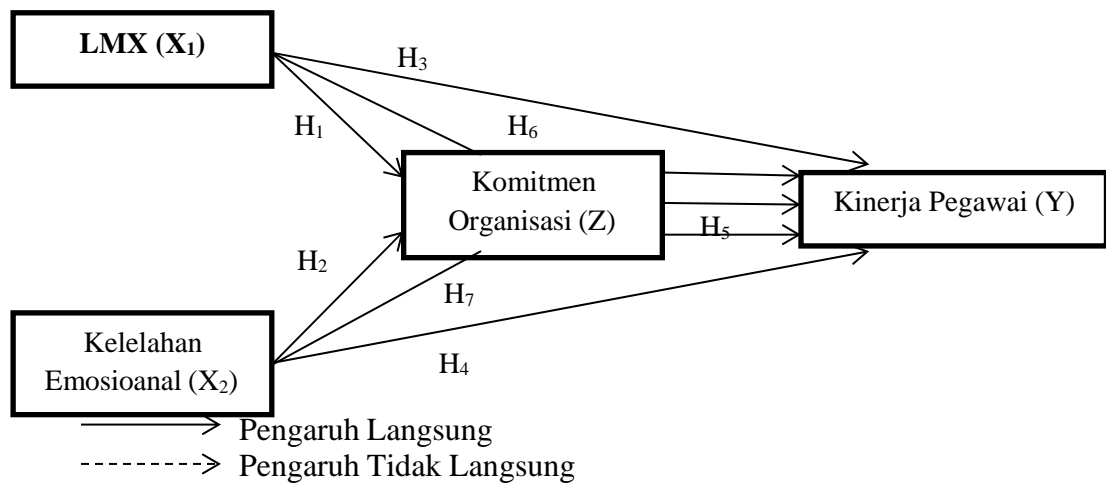 LMX (X₁)
H₃
H₁
H₆
Komitmen
Organisasi (Z)
Kinerja Pegawai (Y)
H₅
H₂
H₇
Kelelahan
Emosioanal (X₂)
H₄
Pengaruh Langsung
Pengaruh Tidak Langsung